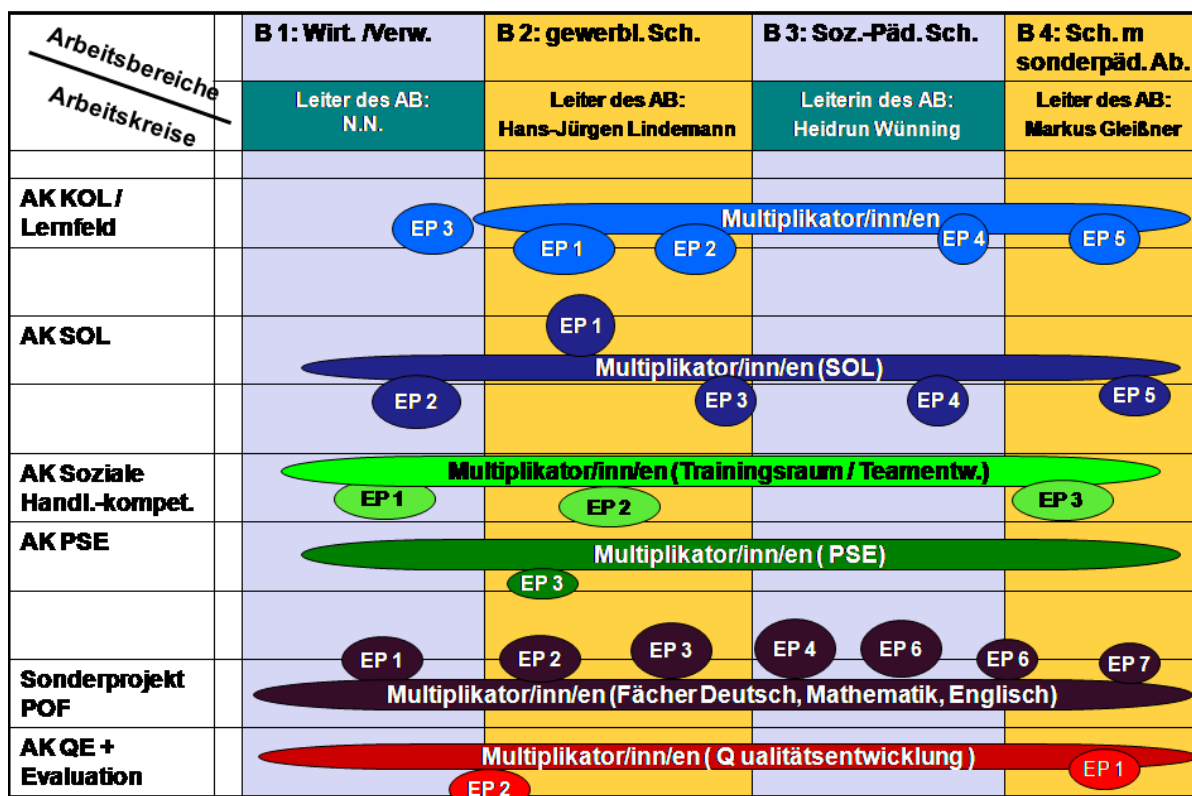 Arbeitsbereiche
Arbeitskreise
B 1: Wirt. /Verw.
B 2: gewerbl. Sch.
B 3: Soz.-Päd. Sch.
B 4: Sch. m
sonderpäd. Ab.
Leiter des AB:
N.N.
Leiter des AB:
Hans-Jürgen Lindemann
Leiterin des AB:
Heidrun Wünning
Leiter des AB:
Markus Gleißner
AK KOL /
Lernfeld
Multiplikator/inn/en
EP 3
EP 1
EP 2
EP 4
EP 5
AK SOL
EP 1
Multiplikator/inn/en (SOL)
EP 2
EP 3
EP 4
EP 5
AK Soziale
Handl.-kompet.
Multiplikator/inn/en (Trainingsraum / Teamentw.)
EP 1
EP 2
EP 3
AK PSE
Multiplikator/inn/en ( PSE)
EP 3
EP 1
EP 2
EP 3
EP 4
EP 6
EP 6
EP 7
Sonderprojekt
POF
Multiplikator/inn/en (Fächer Deutsch, Mathematik, Englisch)
AK QE +
Evaluation
Multiplikator/inn/en ( Q ualitätsentwicklung )
EP 1
EP 2